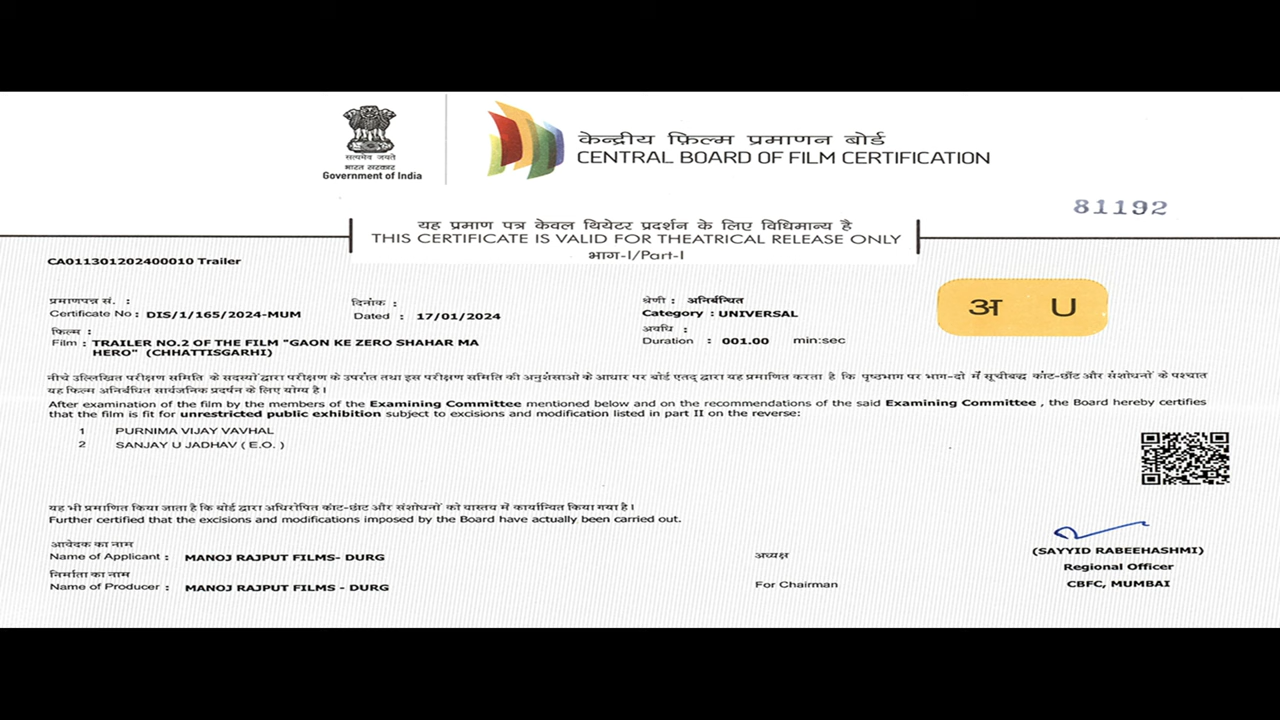 केन्द्रीय फ़िल्म प्रमाणन बोर्ड
CENTRAL BOARD OF FILM CERTIFICATION
सत्यमेव जयते
भारत सरकार
Government of India
81192
यह प्रमाण पत्र केवल थियेटर प्रदर्शन के लिए विधिमान्य है
THIS CERTIFICATE IS VALID FOR THEATRICAL RELEASE ONLY
भाग-I/Part-I
CA011301202400010 Trailer
प्रमाणपत्र सं. : दिनांक : श्रेणी : अनिर्बन्धित
Certificate No : DIS/1/165/2024-MUM Dated : 17/01/2024 Category : UNIVERSAL
अ U
फिल्म : अवधि :
Film : TRAILER NO.2 OF THE FILM "GAON KE ZERO SHAHAR MA Duration : 001.00 min:sec
HERO" (CHHATTISGARHI)
नीचे उल्लिखित परीक्षण समिति के सदस्यों द्वारा परीक्षण के उपरांत तथा इस परीक्षण समिति की अनुशंसाओं के आधार पर बोर्ड एतद् द्वारा यह प्रमाणित करता है कि पृष्ठभाग पर भाग-दो में सूचीबद्ध कांट-छाँट और संशोधनों के पश्चात
यह फिल्म अनिर्बंधित सार्वजनिक प्रदर्षन के लिए योग्य है।
After examination of the film by the members of the Examining Committee mentioned below and on the recommendations of the said Examining Committee , the Board hereby certifies
that the film is fit for unrestricted public exhibition subject to excisions and modification listed in part II on the reverse:
1 PURNIMA VIJAY VAVHAL
2 SANJAY U JADHAV ( E.O. )
यह भी प्रमाणित किया जाता है कि बोर्ड द्वारा अधिरोपित कांट-छांट और संशोधनों को वास्तव में कार्यान्वित किया गया है।
Further certified that the excisions and modifications imposed by the Board have actually been carried out.
आवेदक का नाम
Name of Applicant : MANOJ RAJPUT FILMS- DURG
निर्माता का नाम
Name of Producer : MANOJ RAJPUT FILMS - DURG
अध्यक्ष
For Chairman
(SAYYID RABEEHASHMI)
Regional Officer
CBFC, MUMBAI